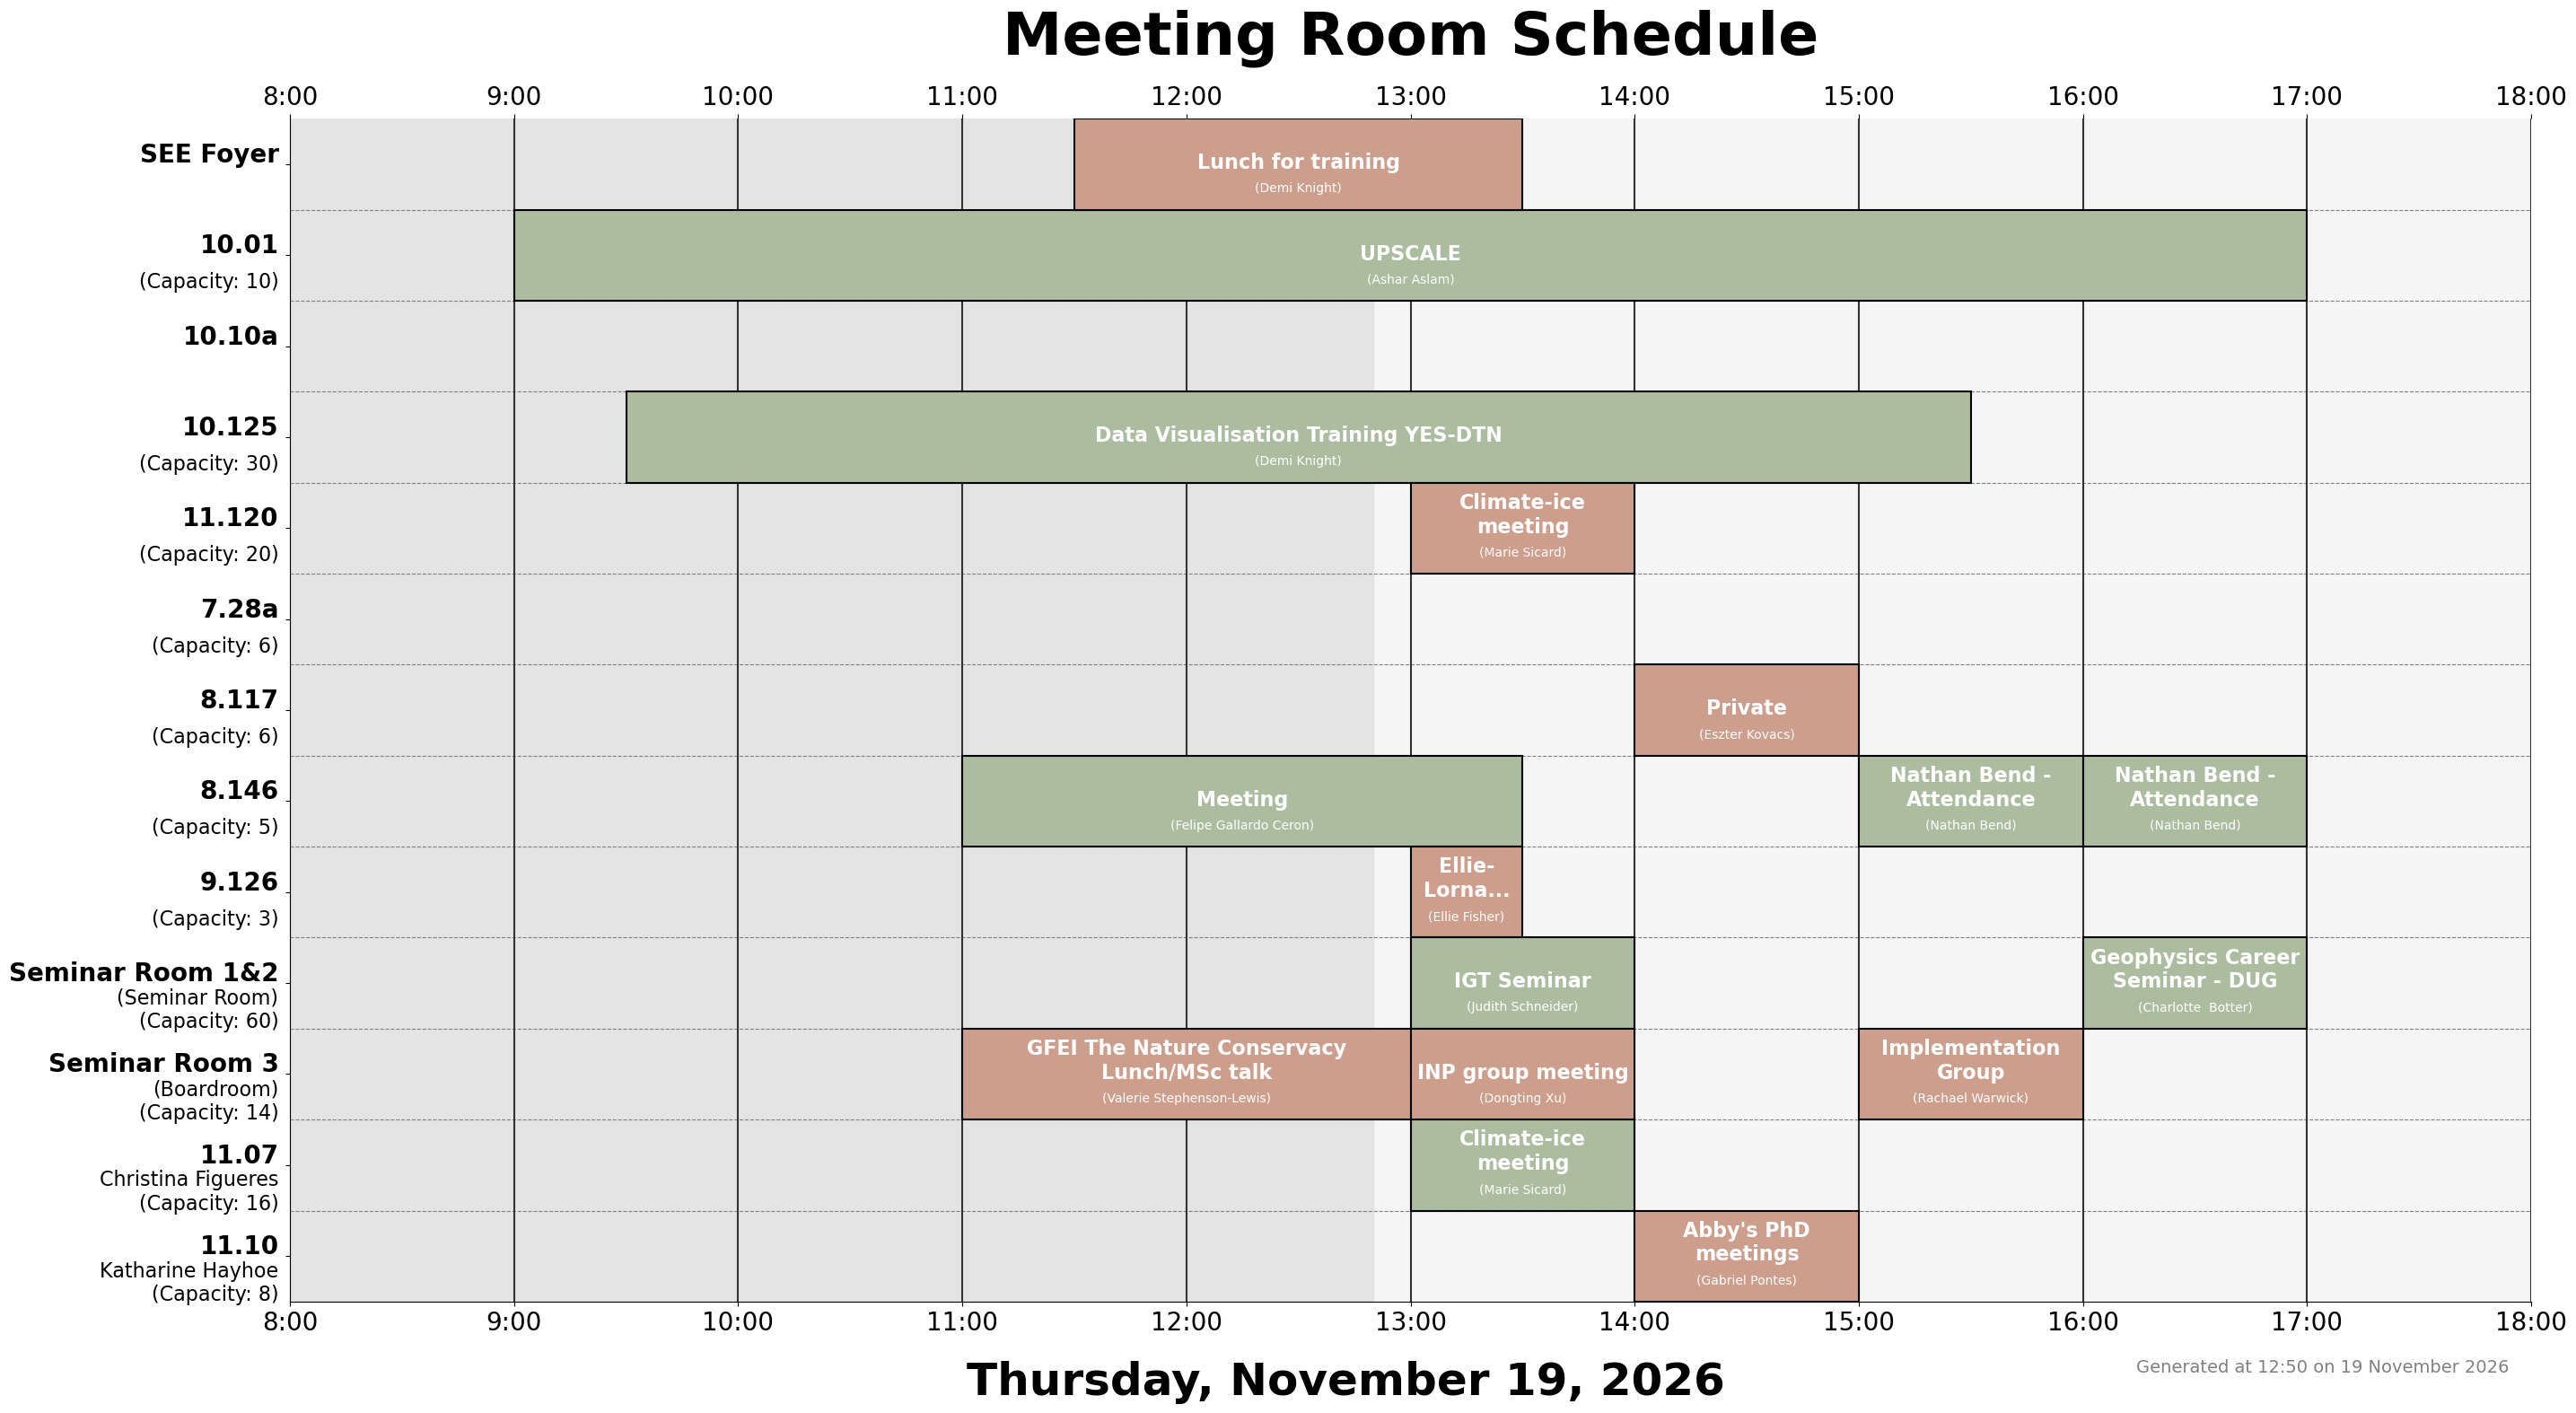 Meeting Room Schedule
8:00 9:00 10:00 11:00 12:00 13:00 14:00 15:00 16:00 17:00 18:00
SEE Foyer
Lunch for training
(Demi Knight)
10.01
(Capacity: 10)
UPSCALE
(Ashar Aslam)
10.10a
10.125
(Capacity: 30)
Data Visualisation Training YES-DTN
(Demi Knight)
11.120
(Capacity: 20)
Climate-ice
meeting
(Marie Sicard)
7.28a
(Capacity: 6)
8.117
(Capacity: 6)
Private
(Eszter Kovacs)
8.146
(Capacity: 5)
Meeting
(Felipe Gallardo Ceron)
Nathan Bend -
Attendance
(Nathan Bend)
Nathan Bend -
Attendance
(Nathan Bend)
9.126
(Capacity: 3)
Ellie-
Lorna...
(Ellie Fisher)
Seminar Room 1&2
(Seminar Room)
(Capacity: 60)
IGT Seminar
(Judith Schneider)
Geophysics Career
Seminar - DUG
(Charlotte  Botter)
Seminar Room 3
(Boardroom)
(Capacity: 14)
GFEI The Nature Conservacy
Lunch/MSc talk
(Valerie Stephenson-Lewis)
INP group meeting
(Dongting Xu)
Implementation
Group
(Rachael Warwick)
11.07
Christina Figueres
(Capacity: 16)
Climate-ice
meeting
(Marie Sicard)
11.10
Katharine Hayhoe
(Capacity: 8)
Abby's PhD
meetings
(Gabriel Pontes)
8:00 9:00 10:00 11:00 12:00 13:00 14:00 15:00 16:00 17:00 18:00
Thursday, November 19, 2026
Generated at 12:50 on 19 November 2026